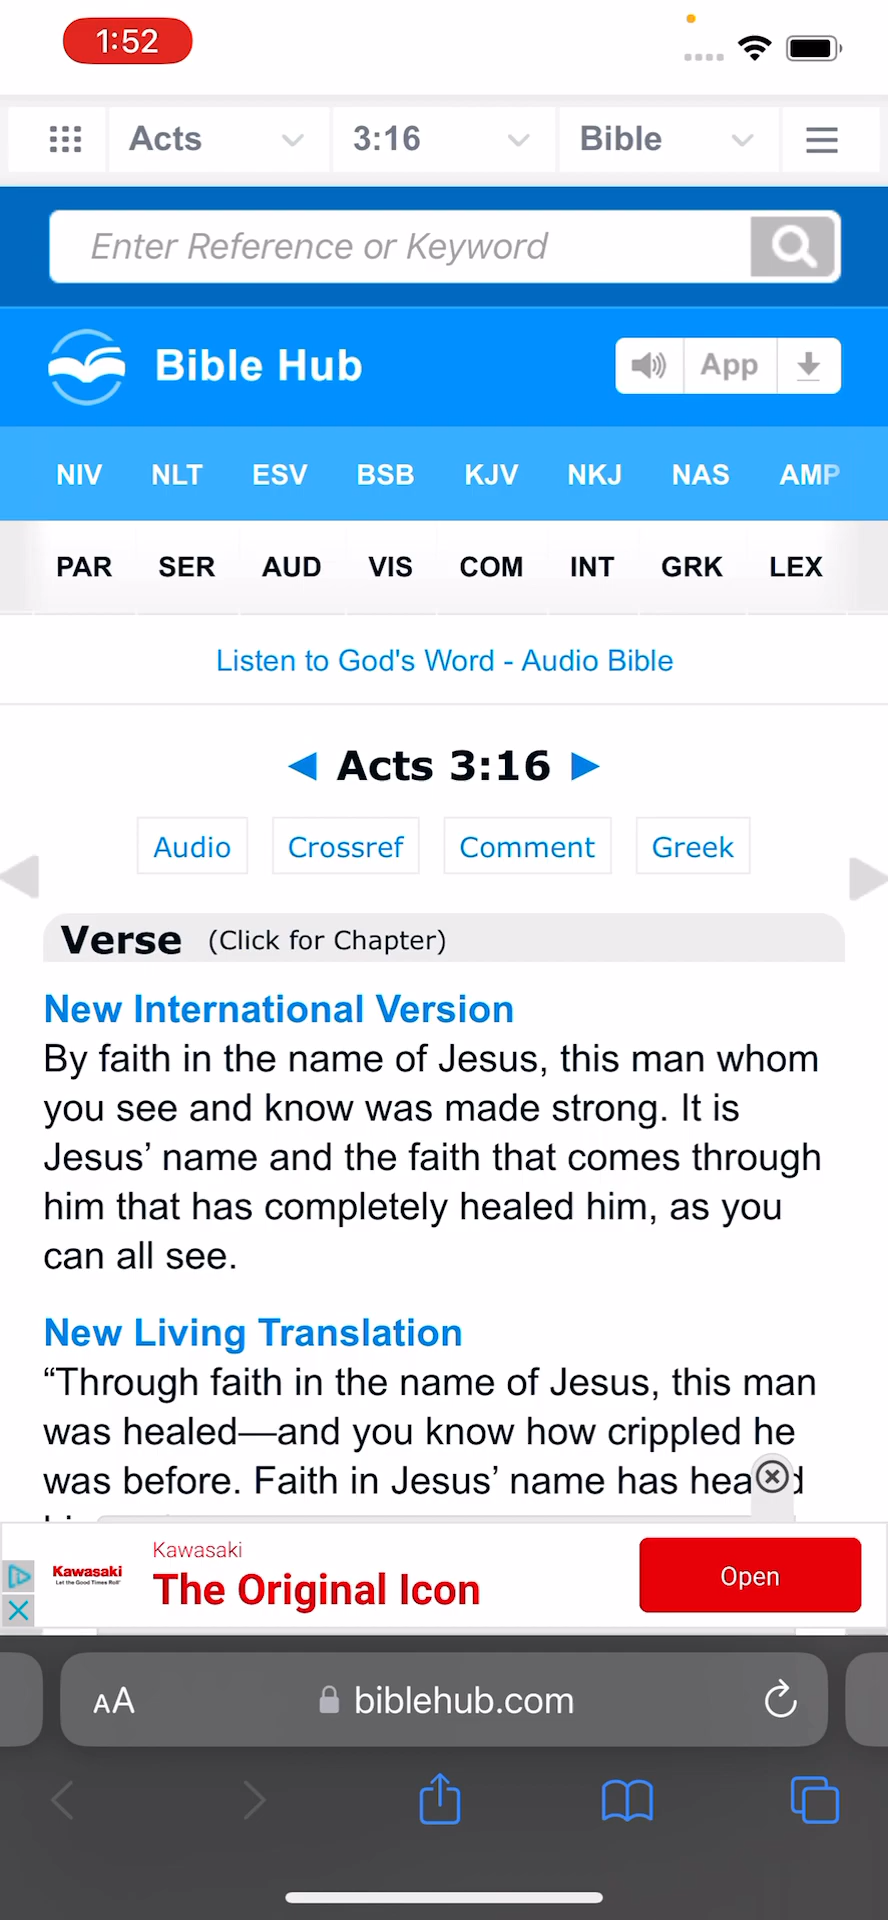 1:52
Acts 3:16 Bible
Enter Reference or Keyword
Bible Hub App
NIV NLT ESV BSB KJV NKJ NAS AMP
PAR SER AUD VIS COM INT GRK LEX
Listen to God's Word - Audio Bible
Acts 3:16
Audio Crossref Comment Greek
Verse (Click for Chapter)
New International Version
By faith in the name of Jesus, this man whom
you see and know was made strong. It is
Jesus’ name and the faith that comes through
him that has completely healed him, as you
can all see.
New Living Translation
“Through faith in the name of Jesus, this man
was healed—and you know how crippled he
was before. Faith in Jesus’ name has
Kawasaki
Kawasaki
Let the Good Times Roll
The Original Icon
Open
AA biblehub.com